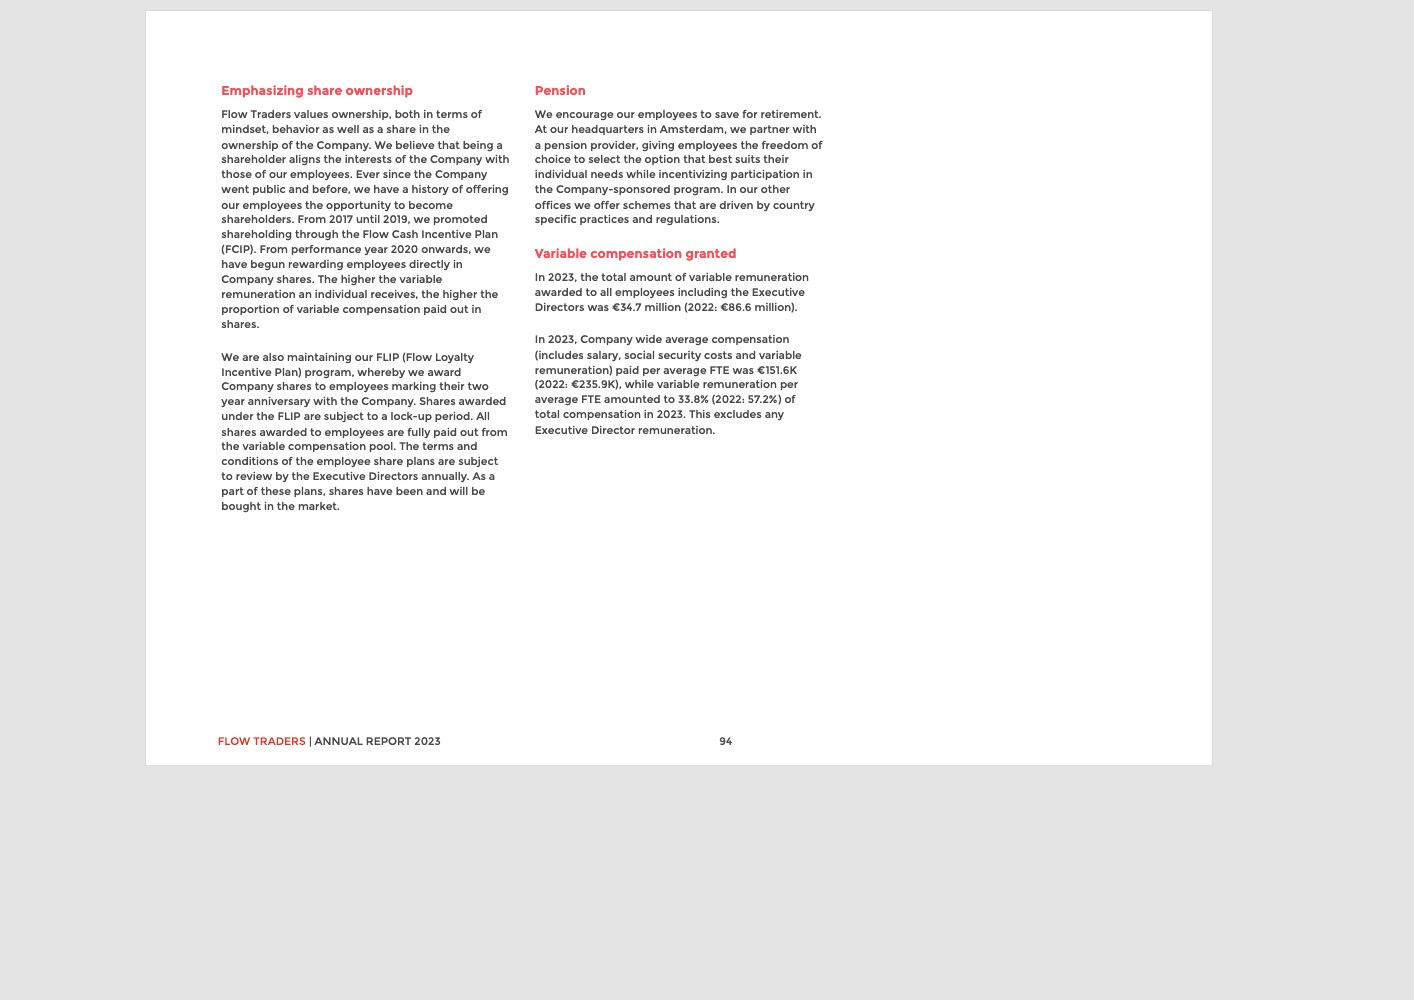 Emphasizing share ownership
Flow Traders values ownership, both in terms of
mindset, behavior as well as a share in the
ownership of the Company. We believe that being a
shareholder aligns the interests of the Company with
those of our employees. Ever since the Company
went public and before, we have a history of offering
our employees the opportunity to become
shareholders. From 2017 until 2019, we promoted
shareholding through the Flow Cash Incentive Plan
(FCIP). From performance year 2020 onwards, we
have begun rewarding employees directly in
Company shares. The higher the variable
remuneration an individual receives, the higher the
proportion of variable compensation paid out in
shares.
We are also maintaining our FLIP (Flow Loyalty
Incentive Plan) program, whereby we award
Company shares to employees marking their two
year anniversary with the Company. Shares awarded
under the FLIP are subject to a lock-up period. All
shares awarded to employees are fully paid out from
the variable compensation pool. The terms and
conditions of the employee share plans are subject
to review by the Executive Directors annually. As a
part of these plans, shares have been and will be
bought in the market.
Pension
We encourage our employees to save for retirement.
At our headquarters in Amsterdam, we partner with
a pension provider, giving employees the freedom of
choice to select the option that best suits their
individual needs while incentivizing participation in
the Company-sponsored program. In our other
offices we offer schemes that are driven by country
specific practices and regulations.
Variable compensation granted
In 2023, the total amount of variable remuneration
awarded to all employees including the Executive
Directors was €34.7 million (2022: €86.6 million).
In 2023, Company wide average compensation
(includes salary, social security costs and variable
remuneration) paid per average FTE was €151.6K
(2022: €235.9K), while variable remuneration per
average FTE amounted to 33.8% (2022: 57.2%) of
total compensation in 2023. This excludes any
Executive Director remuneration.
FLOW TRADERS | ANNUAL REPORT 2023
94